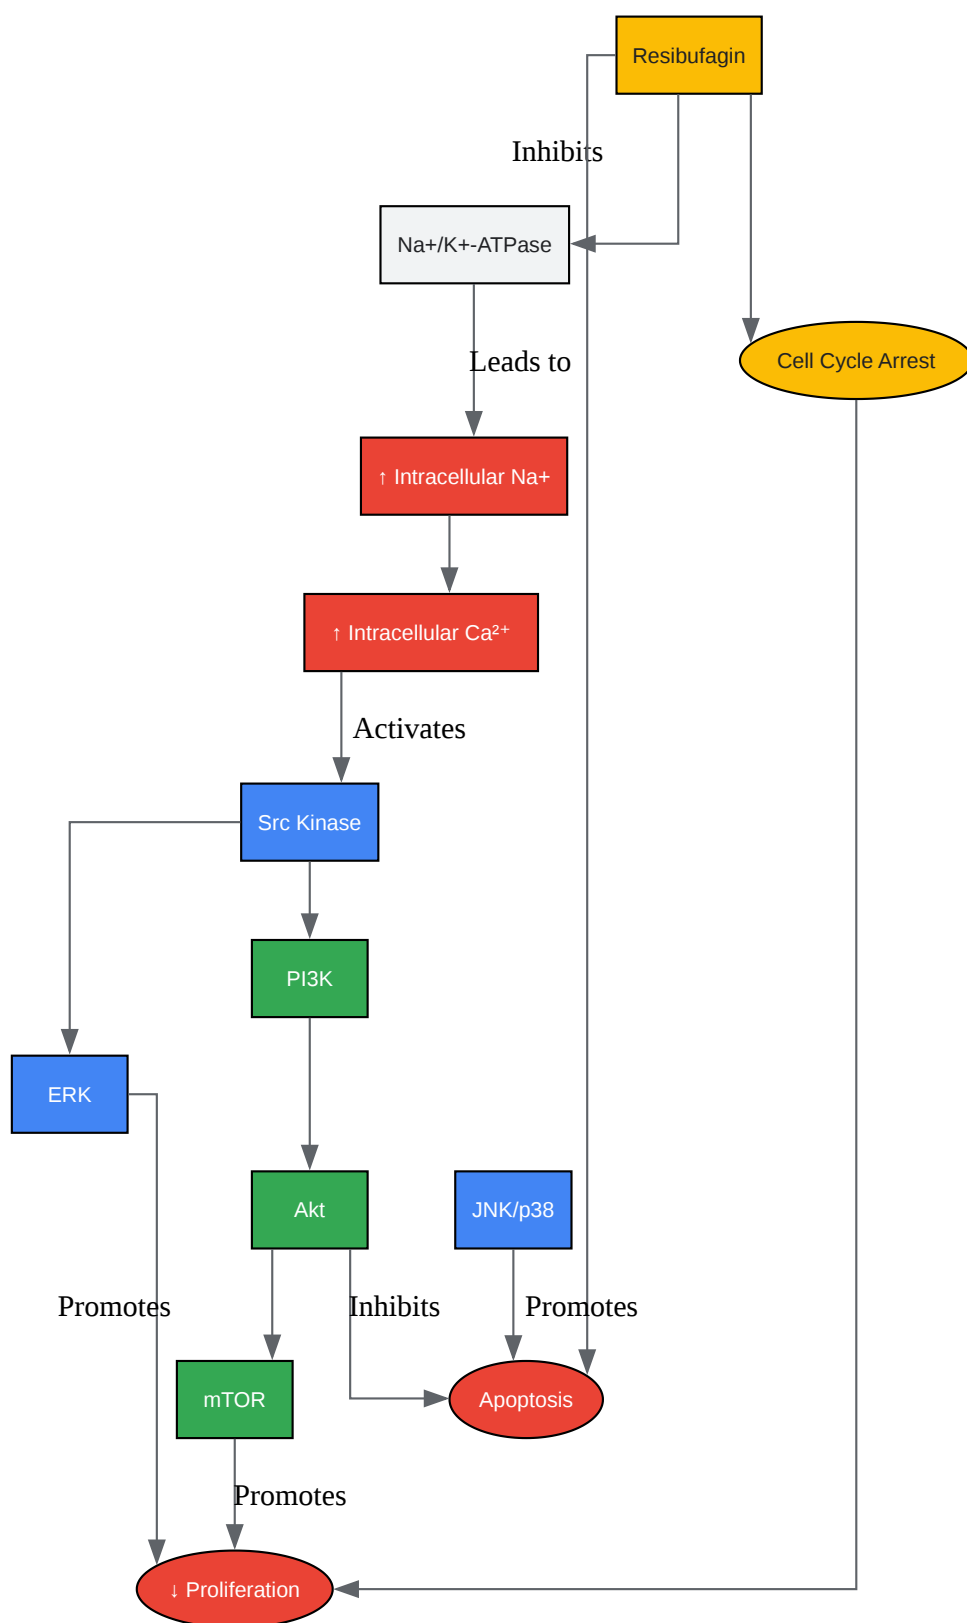 Resibufagin
Inhibits
Na+/K+-ATPase
Cell Cycle Arrest
Leads to
↑ Intracellular Na+
↑ Intracellular Ca²⁺
Activates
Src Kinase
PI3K
ERK
Akt
JNK/p38
Promotes
Inhibits
Promotes
mTOR
Apoptosis
Promotes
↓ Proliferation